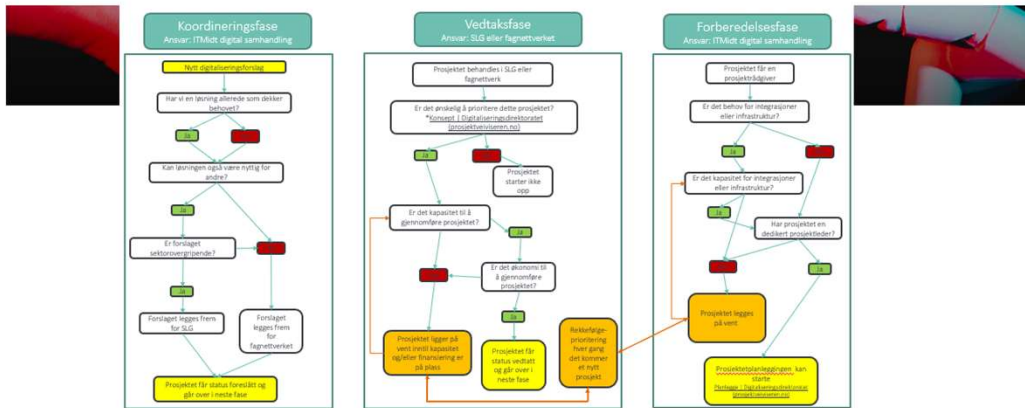 Koordineringsfase
Ansvar: ITMidt digital samhandling
Nytt digitaliseringsforslag
Har vi en løsning allerede som dekker
behovet?
Ja
Kan løsningen også være nyttig for
andre?
Ja
Er forslaget
sektorovergripende?
Ja
Forslaget legges frem
for SLG
Forslaget
legges frem
for
fagnettverket
Prosjektet får status foreslått og
går over i neste fase
Vedtaksfase
Ansvar: SLG eller fagnettverket
Prosjektet behandles i SLG eller
fagnettverk
Er det ønskelig å prioritere dette prosjektet?
*Konsept | Digitaliseringsdirektoratet
(prosjektveiviseren.no)
Ja
Prosjektet
starter ikke
opp
Er det kapasitet til å
gjennomføre prosjektet?
Ja
Er det økonomi til
å gjennomføre
prosjektet?
Ja
Prosjektet ligger på
vent inntil kapasitet
og/eller finansiering er
på plass
Prosjektet får
status vedtatt
og går over i
neste fase
Rekkefølge-
prioritering
hver gang
det kommer
et nytt
prosjekt
Forberedelsesfase
Ansvar: ITMidt digital samhandling
Prosjektet får en
prosjektrådgiver
Er det behov for integrasjoner
eller infrastruktur?
Ja
Er det kapasitet for integrasjoner
eller infrastruktur?
Ja
Har prosjektet en
dedikert prosjektleder?
Ja
Prosjektet legges
på vent
Prosjektetplanleggingen kan
starte
Planlegge | Digitaliseringsdirektoratet
(prosjektveiviseren.no)